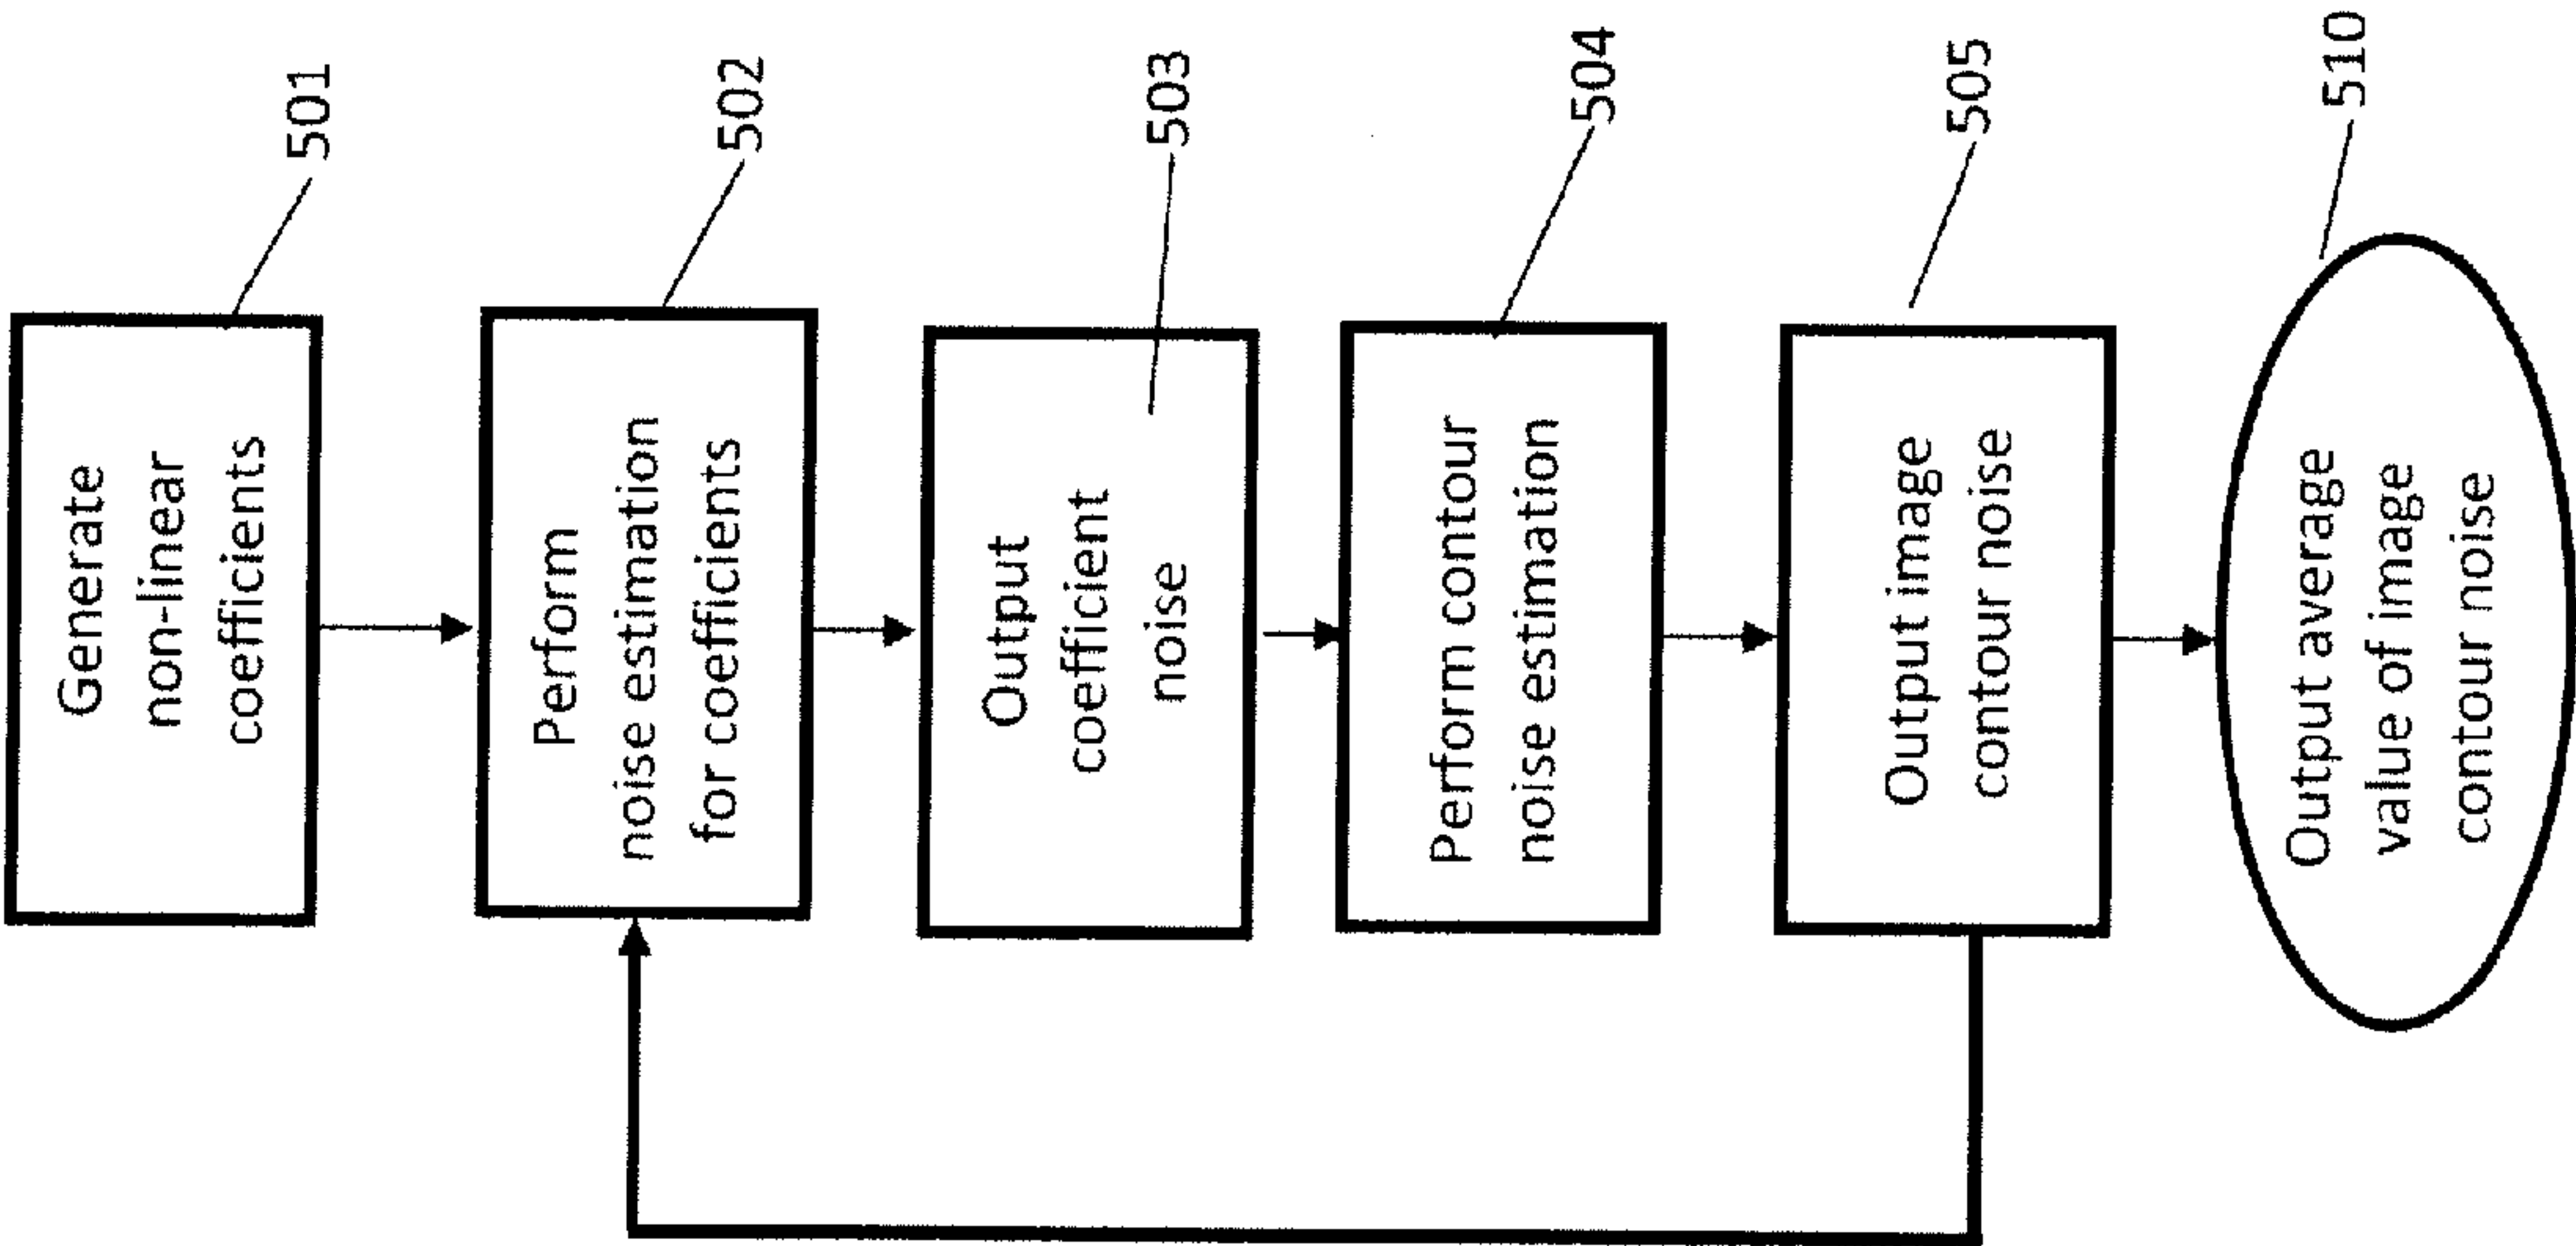 Generate
non-linear
coefficients
501
Perform
noise estimation
for coefficients
502
Output
coefficient
noise
503
Perform contour
noise estimation
504
Output image
contour noise
505
Output average
value of image
contour noise
510